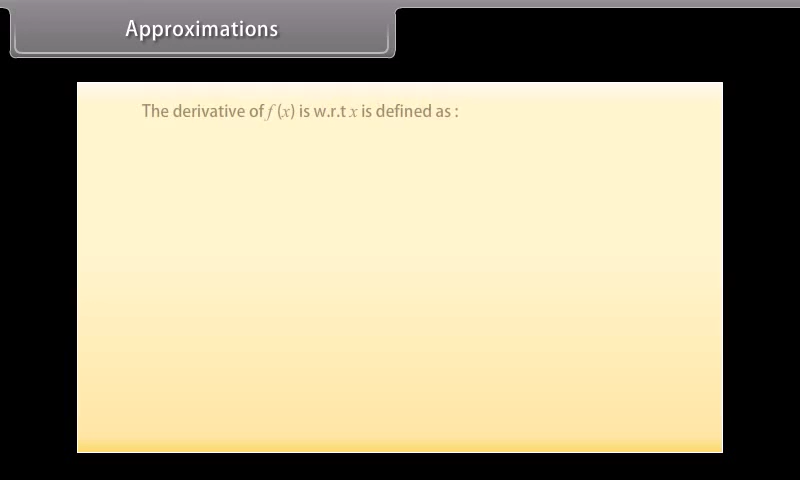 Approximations
The derivative of f (x) is w.r.t x is defined as :